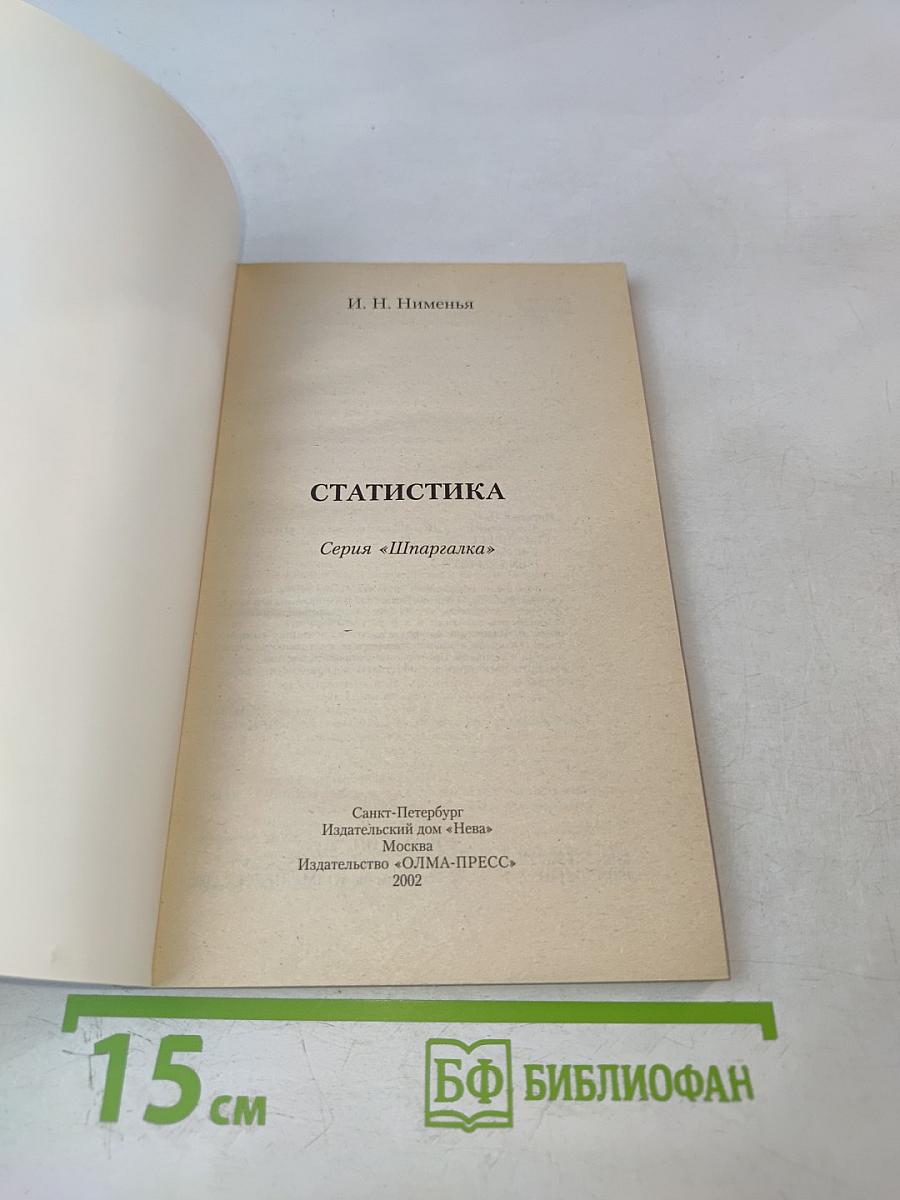 И. Н. Нименья
СТАТИСТИКА
Серия «Шпаргалка»
Санкт-Петербург
Издательский дом «Нева»
Москва
Издательство «ОЛМА-ПРЕСС»
2002
15 см
БФ БИБЛИОФАН